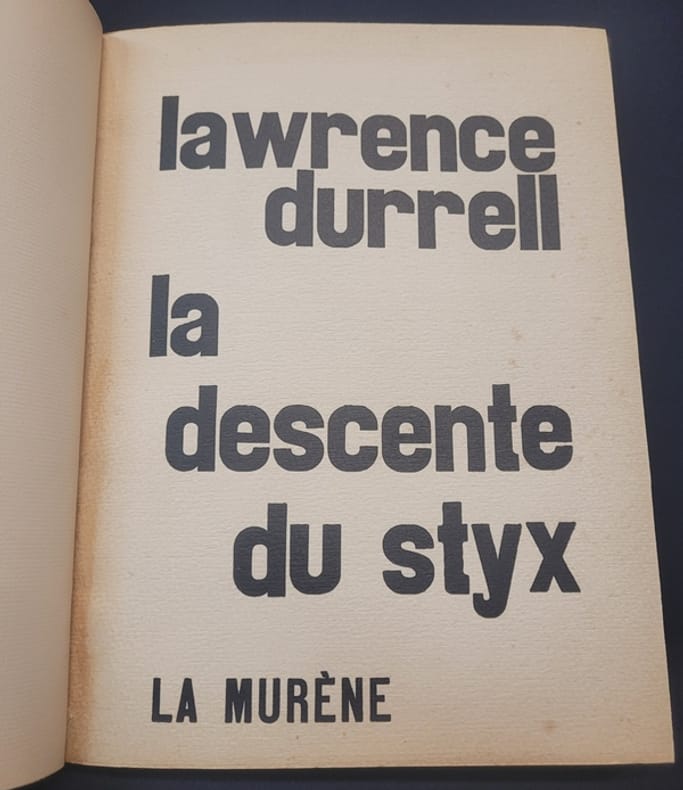 lawrence
durrell
la
descente
du styx
LA MURÈNE